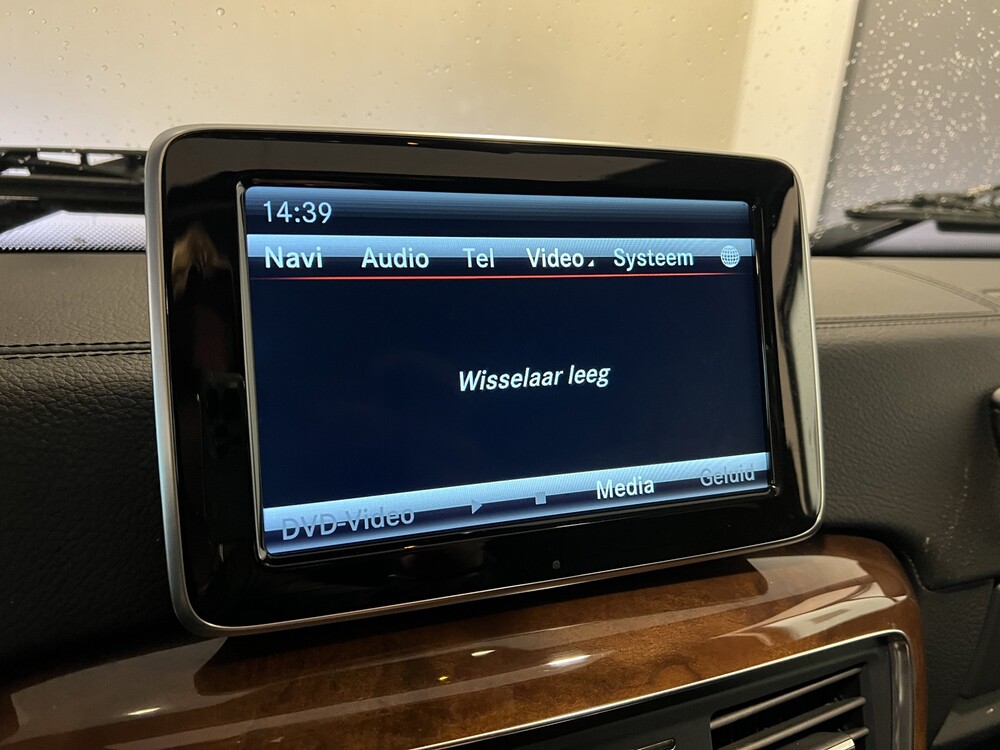 14:39
Navi Audio Tel Video Systeem
Wisselaar leeg
DVD-Video Media Geluid